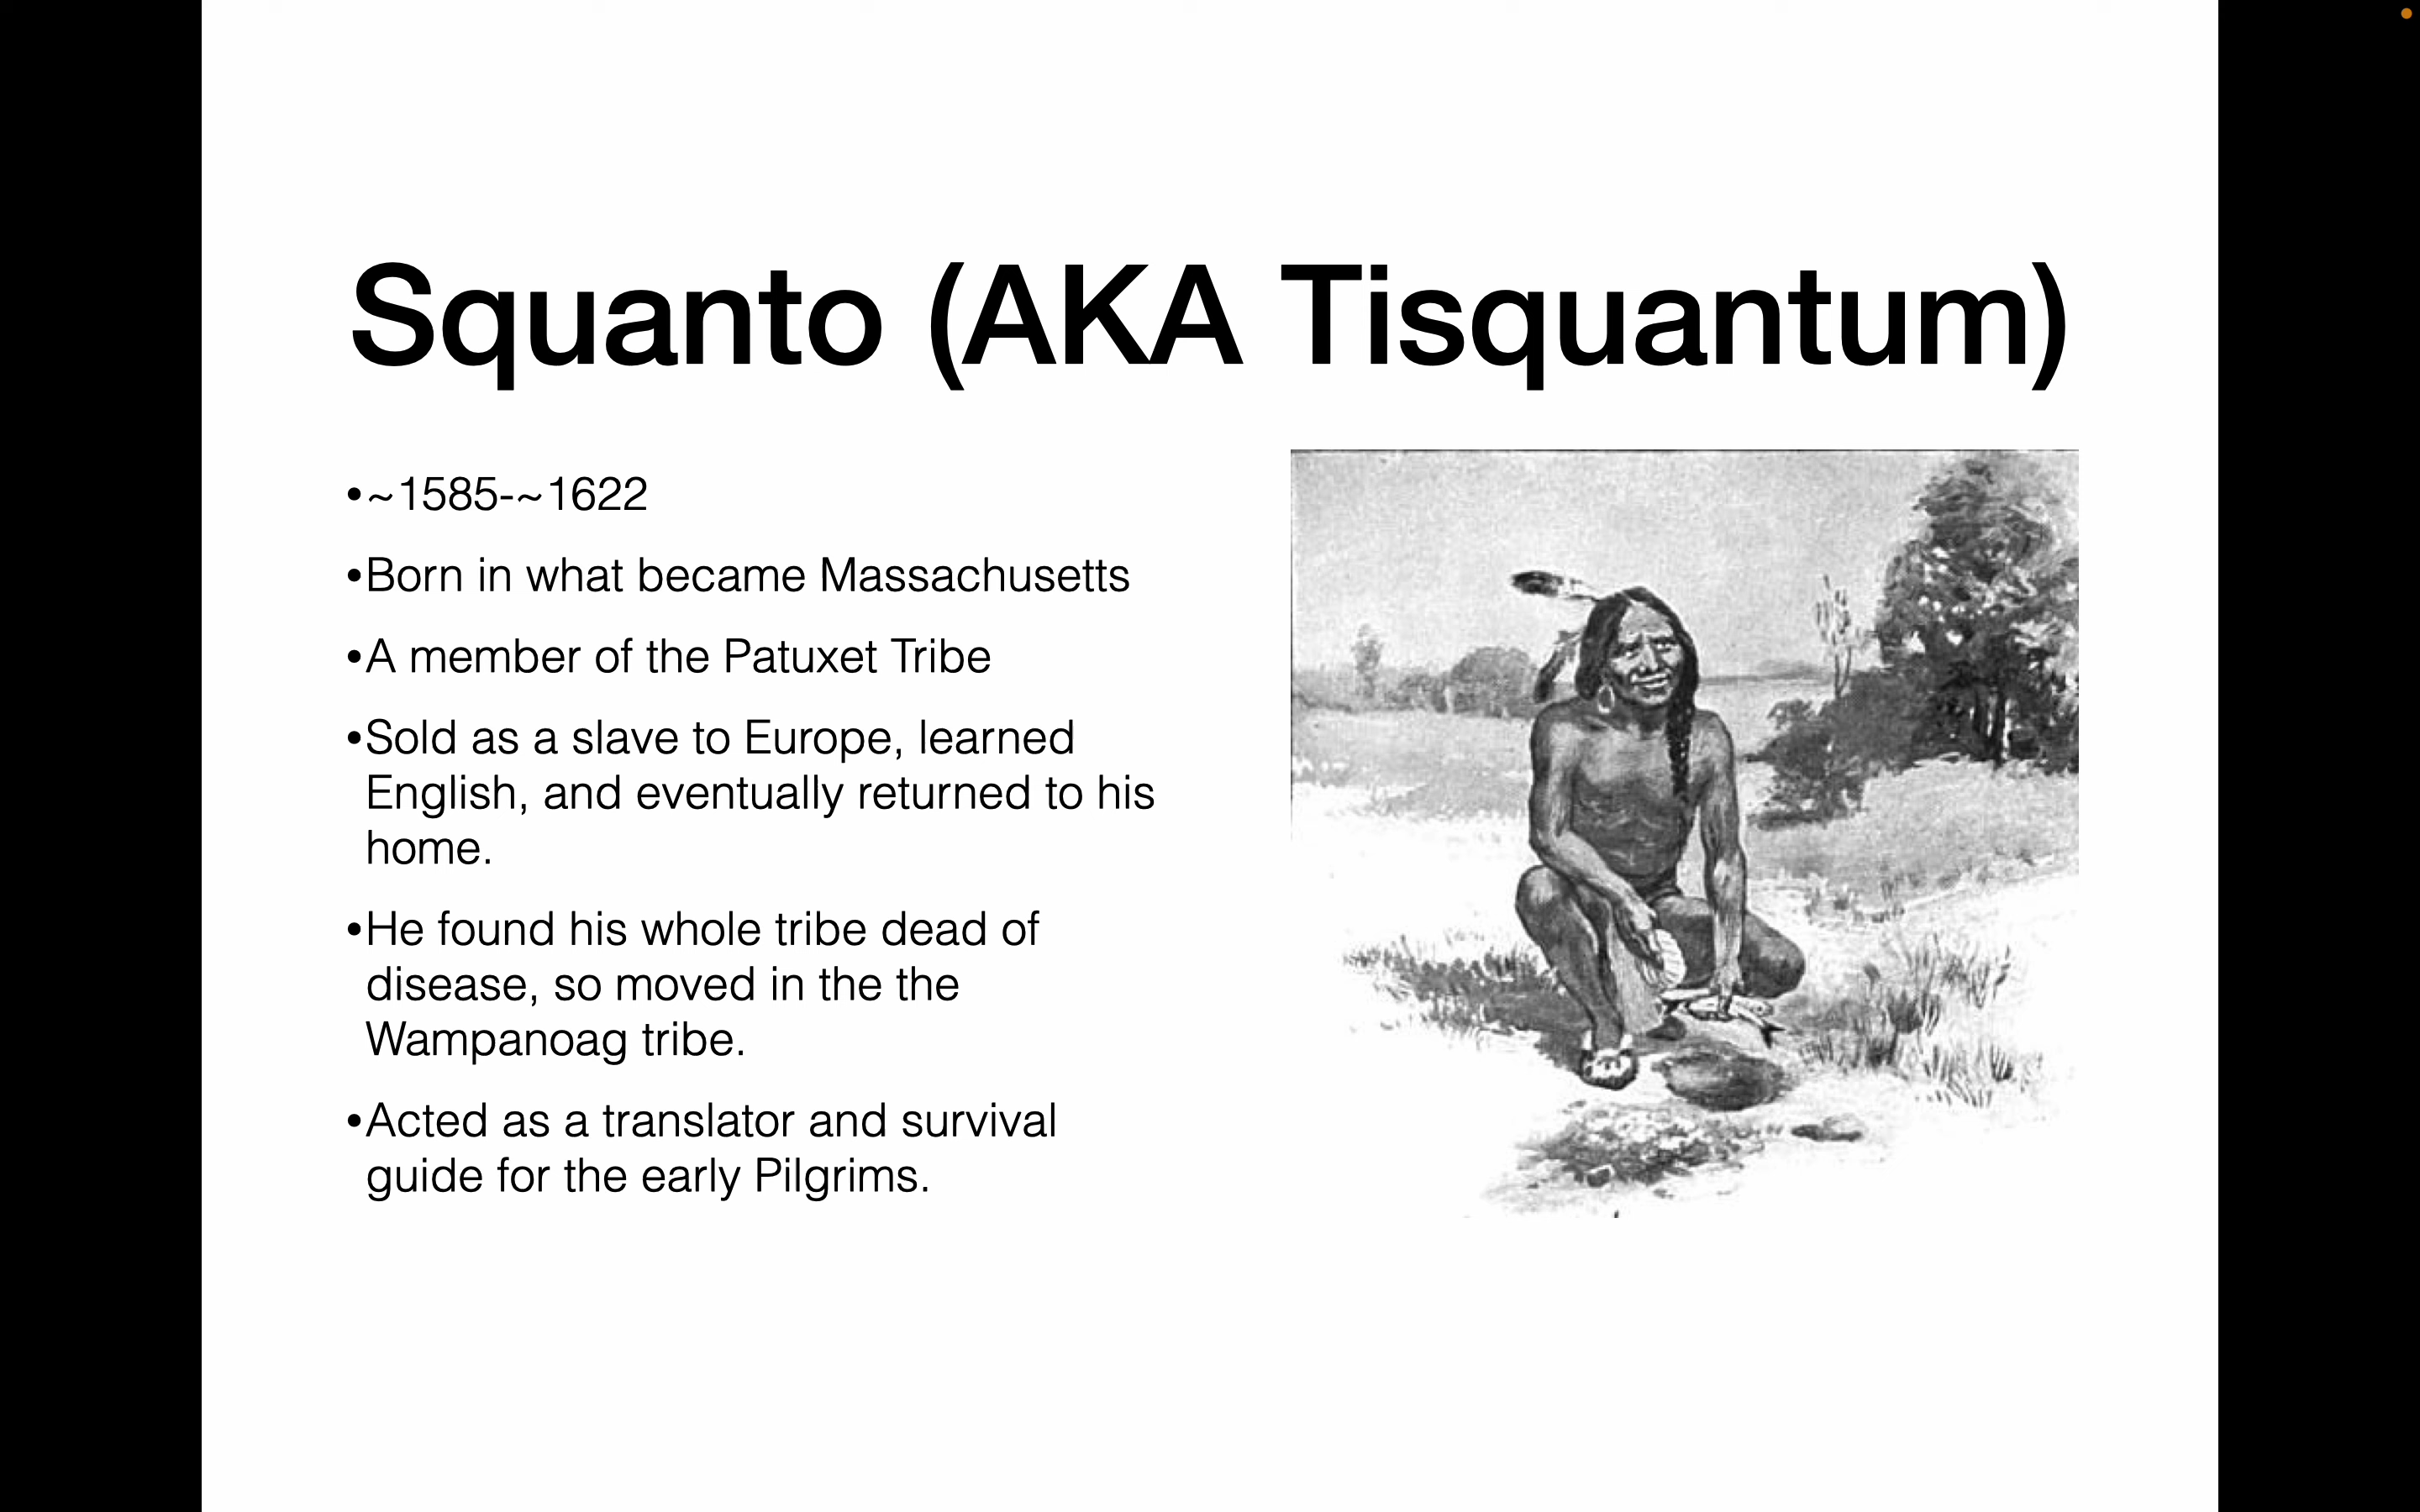 Squanto (AKA Tisquantum)
•~1585-~1622
•Born in what became Massachusetts
•A member of the Patuxet Tribe
•Sold as a slave to Europe, learned
English, and eventually returned to his
home.
•He found his whole tribe dead of
disease, so moved in the the
Wampanoag tribe.
•Acted as a translator and survival
guide for the early Pilgrims.